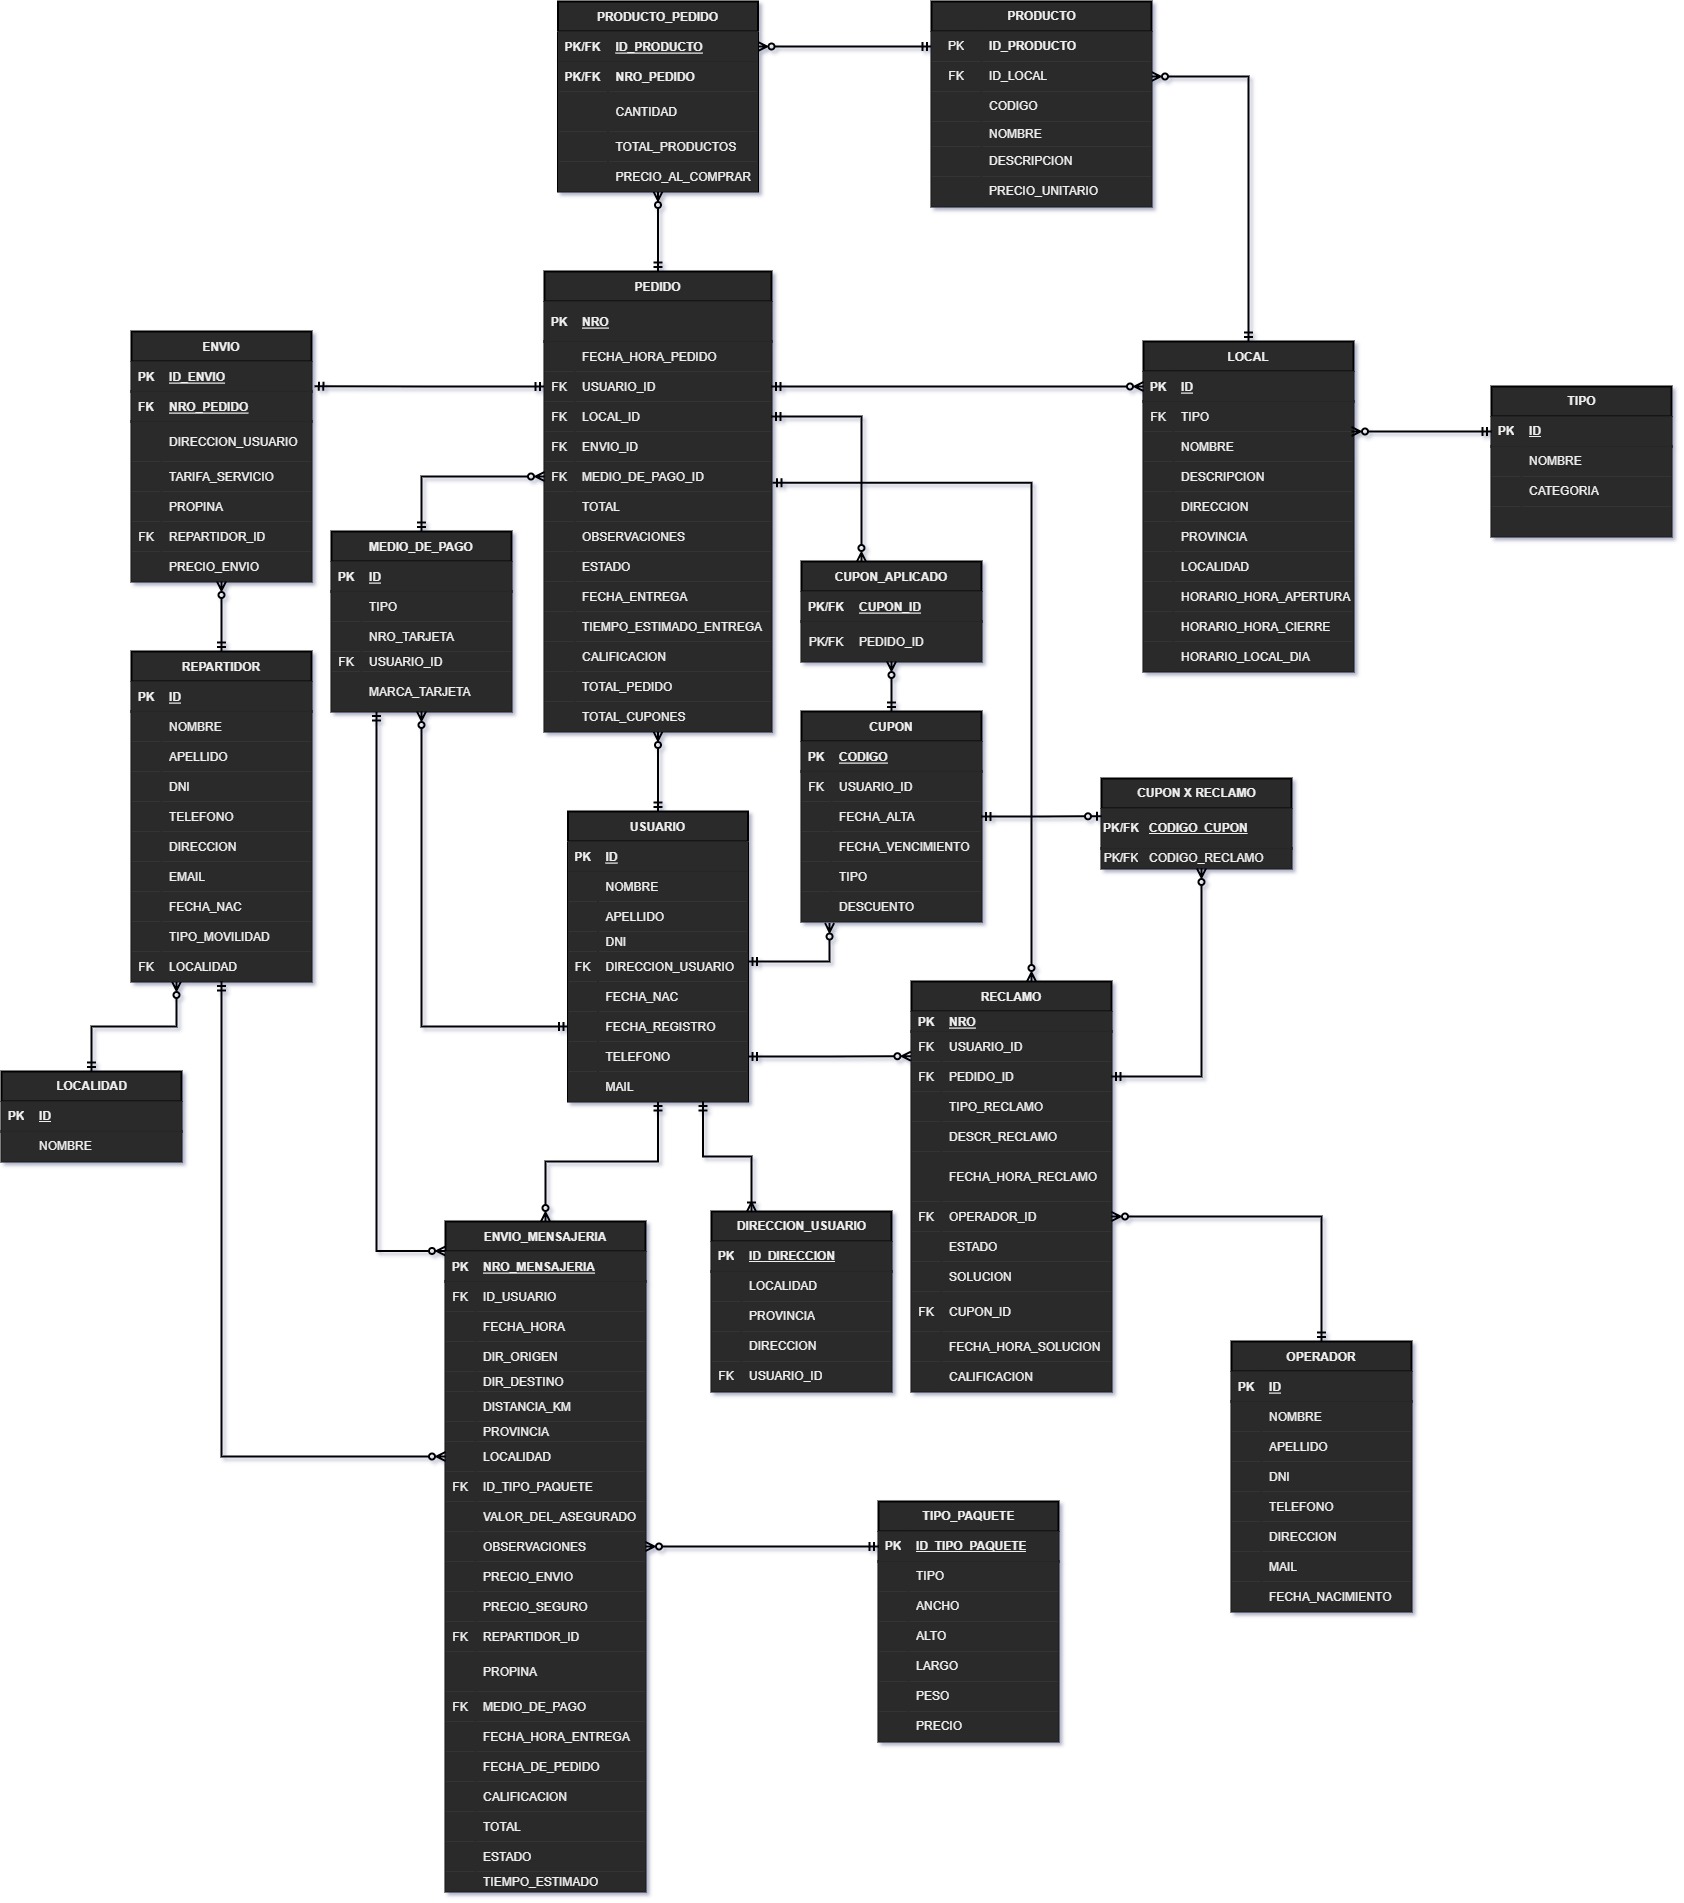 PRODUCTO_PEDIDO
PK/FK ID_PRODUCTO
PK/FK NRO_PEDIDO
CANTIDAD
TOTAL_PRODUCTOS
PRECIO_AL_COMPRAR
PRODUCTO
PK ID_PRODUCTO
FK ID_LOCAL
CODIGO
NOMBRE
DESCRIPCION
PRECIO_UNITARIO
PEDIDO
PK NRO
FECHA_HORA_PEDIDO
FK USUARIO_ID
FK LOCAL_ID
FK ENVIO_ID
FK MEDIO_DE_PAGO_ID
TOTAL
OBSERVACIONES
ESTADO
FECHA_ENTREGA
TIEMPO_ESTIMADO_ENTREGA
CALIFICACION
TOTAL_PEDIDO
TOTAL_CUPONES
ENVIO
PK ID_ENVIO
FK NRO_PEDIDO
DIRECCION_USUARIO
TARIFA_SERVICIO
PROPINA
FK REPARTIDOR_ID
PRECIO_ENVIO
LOCAL
PK ID
FK TIPO
NOMBRE
DESCRIPCION
DIRECCION
PROVINCIA
LOCALIDAD
HORARIO_HORA_APERTURA
HORARIO_HORA_CIERRE
HORARIO_LOCAL_DIA
TIPO
PK ID
NOMBRE
CATEGORIA
MEDIO_DE_PAGO
PK ID
TIPO
NRO_TARJETA
FK USUARIO_ID
MARCA_TARJETA
CUPON_APLICADO
PK/FK CUPON_ID
PK/FK PEDIDO_ID
REPARTIDOR
PK ID
NOMBRE
APELLIDO
DNI
TELEFONO
DIRECCION
EMAIL
FECHA_NAC
TIPO_MOVILIDAD
FK LOCALIDAD
CUPON
PK CODIGO
FK USUARIO_ID
FECHA_ALTA
FECHA_VENCIMIENTO
TIPO
DESCUENTO
CUPON X RECLAMO
PK/FK CODIGO_CUPON
PK/FK CODIGO_RECLAMO
USUARIO
PK ID
NOMBRE
APELLIDO
DNI
FK DIRECCION_USUARIO
FECHA_NAC
FECHA_REGISTRO
TELEFONO
MAIL
RECLAMO
PK NRO
FK USUARIO_ID
FK PEDIDO_ID
TIPO_RECLAMO
DESCR_RECLAMO
FECHA_HORA_RECLAMO
FK OPERADOR_ID
ESTADO
SOLUCION
FK CUPON_ID
FECHA_HORA_SOLUCION
CALIFICACION
LOCALIDAD
PK ID
NOMBRE
ENVIO_MENSAJERIA
PK NRO_MENSAJERIA
FK ID_USUARIO
FECHA_HORA
DIR_ORIGEN
DIR_DESTINO
DISTANCIA_KM
PROVINCIA
LOCALIDAD
FK ID_TIPO_PAQUETE
VALOR_DEL_ASEGURADO
OBSERVACIONES
PRECIO_ENVIO
PRECIO_SEGURO
FK REPARTIDOR_ID
PROPINA
FK MEDIO_DE_PAGO
FECHA_HORA_ENTREGA
FECHA_DE_PEDIDO
CALIFICACION
TOTAL
ESTADO
TIEMPO_ESTIMADO
DIRECCION_USUARIO
PK ID_DIRECCION
LOCALIDAD
PROVINCIA
DIRECCION
FK USUARIO_ID
OPERADOR
PK ID
NOMBRE
APELLIDO
DNI
TELEFONO
DIRECCION
MAIL
FECHA_NACIMIENTO
TIPO_PAQUETE
PK ID_TIPO_PAQUETE
TIPO
ANCHO
ALTO
LARGO
PESO
PRECIO